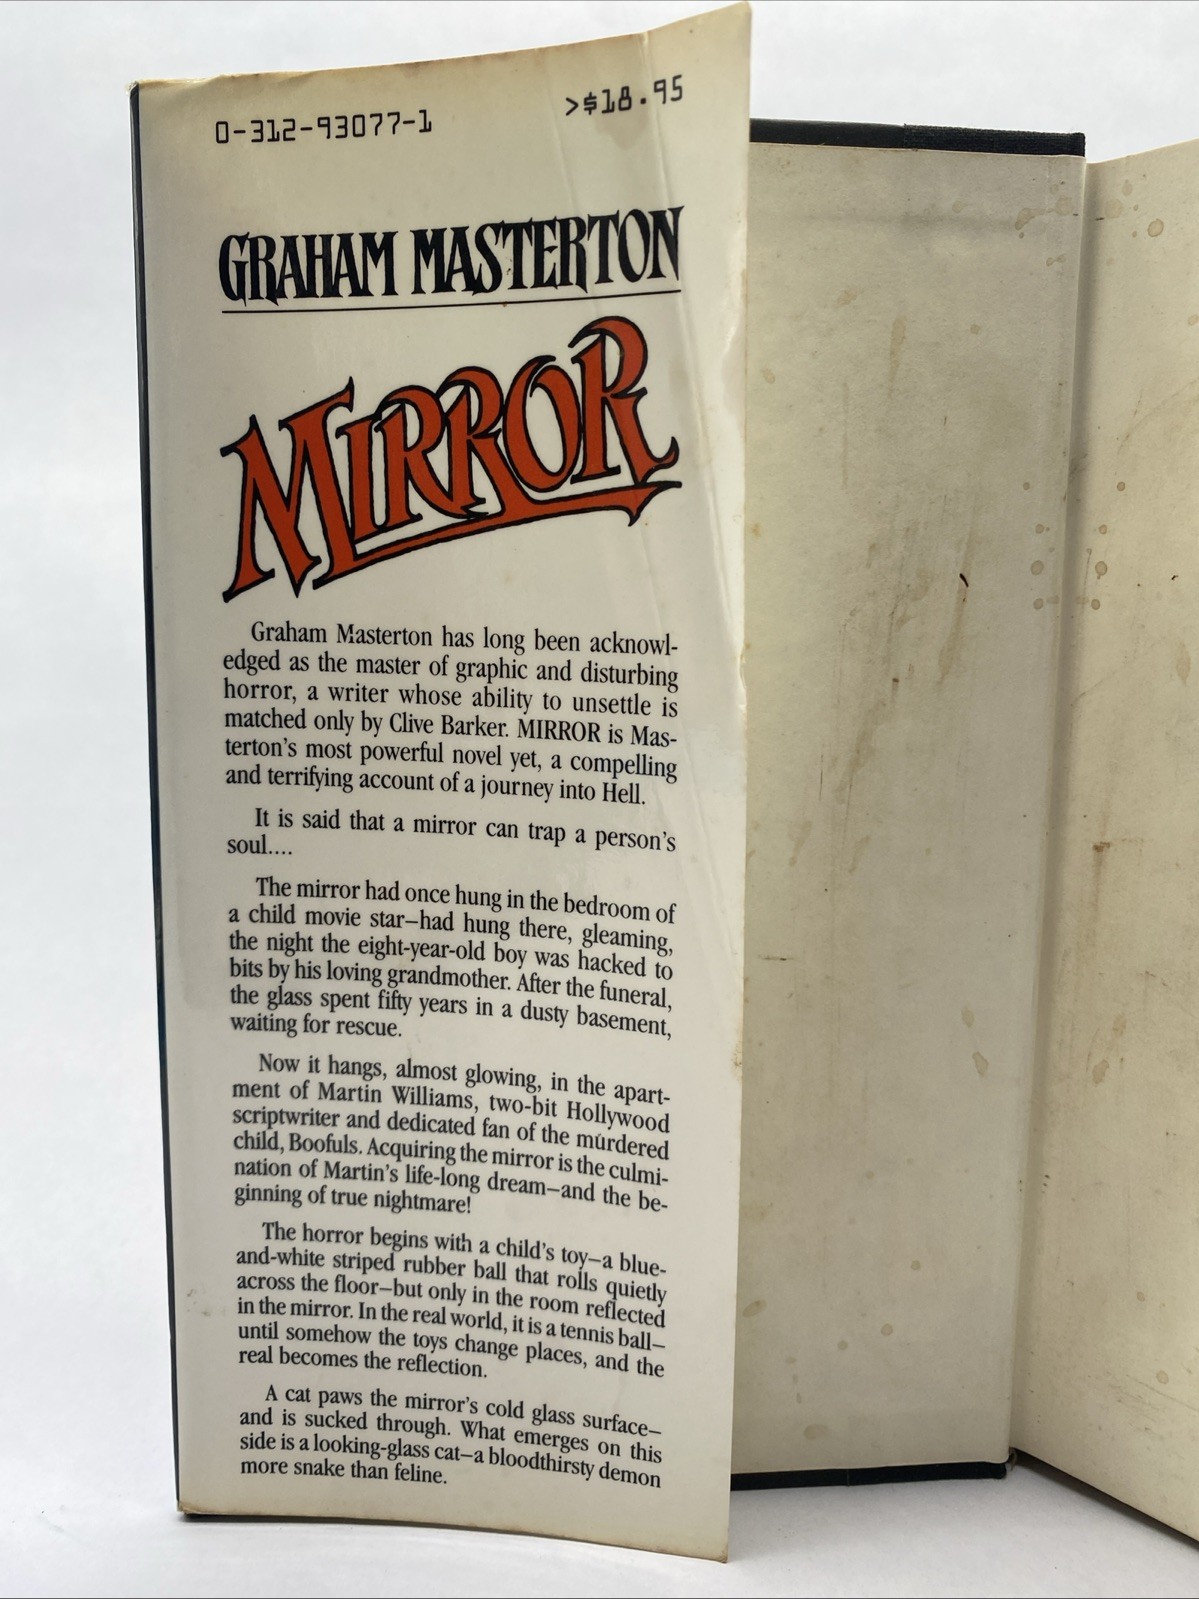 0-312-93077-1 >$18.95
GRAHAM MASTERTON
MIRROR
Graham Masterton has long been acknowl-
edged as the master of graphic and disturbing
horror, a writer whose ability to unsettle is
matched only by Clive Barker. MIRROR is Mas-
terton's most powerful novel yet, a compelling
and terrifying account of a journey into Hell.
It is said that a mirror can trap a person's
soul....
The mirror had once hung in the bedroom of
a child movie star—had hung there, gleaming,
the night the eight-year-old boy was hacked to
bits by his loving grandmother. After the funeral,
the glass spent fifty years in a dusty basement,
waiting for rescue.
Now it hangs, almost glowing, in the apart-
ment of Martin Williams, two-bit Hollywood
scriptwriter and dedicated fan of the murdered
child, Boofuls. Acquiring the mirror is the culmi-
nation of Martin's life-long dream—and the be-
ginning of true nightmare!
The horror begins with a child's toy—a blue-
and-white striped rubber ball that rolls quietly
across the floor—but only in the room reflected
in the mirror. In the real world, it is a tennis ball—
until somehow the toys change places, and the
real becomes the reflection.
A cat paws the mirror's cold glass surface—
and is sucked through. What emerges on this
side is a looking-glass cat—a bloodthirsty demon
more snake than feline.